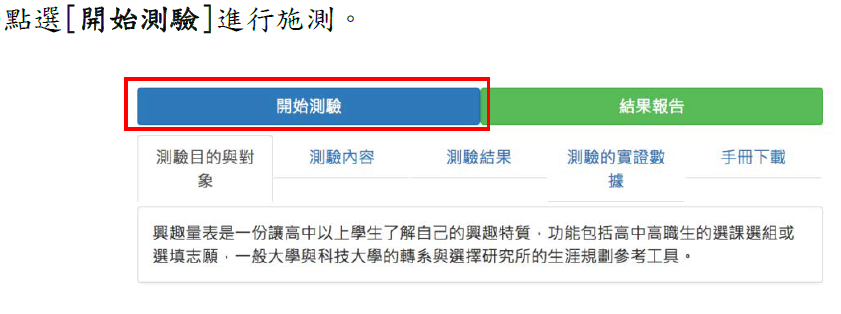 點選[開始測驗]進行施測。
開始測驗 結果報告
測驗目的與對 測驗內容 測驗結果 測驗的實證數 手冊下載
象 據
興趣量表是一份讓高中以上學生了解自己的興趣特質，功能包括高中高職生的選課選組或
選填志願，一般大學與科技大學的轉系與選擇研究所的生涯規劃參考工具。